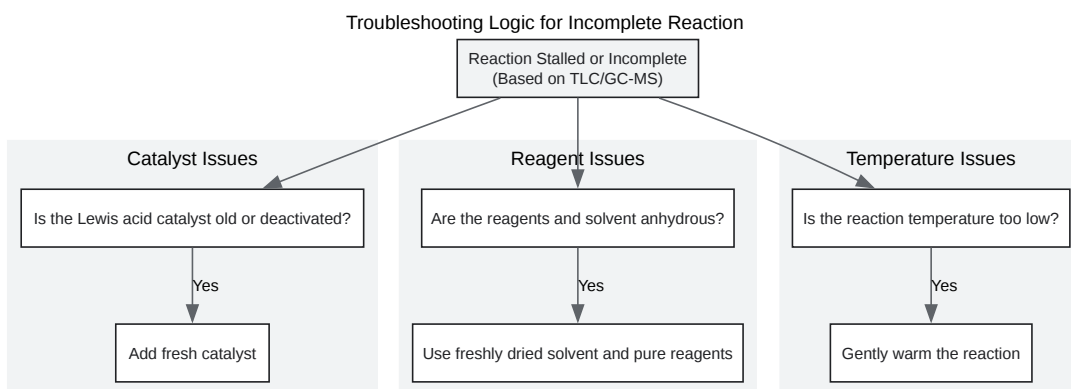 Troubleshooting Logic for Incomplete Reaction
Reaction Stalled or Incomplete
(Based on TLC/GC-MS)
Catalyst Issues
Reagent Issues
Temperature Issues
Is the Lewis acid catalyst old or deactivated?
Are the reagents and solvent anhydrous?
Is the reaction temperature too low?
Yes
Yes
Yes
Add fresh catalyst
Use freshly dried solvent and pure reagents
Gently warm the reaction